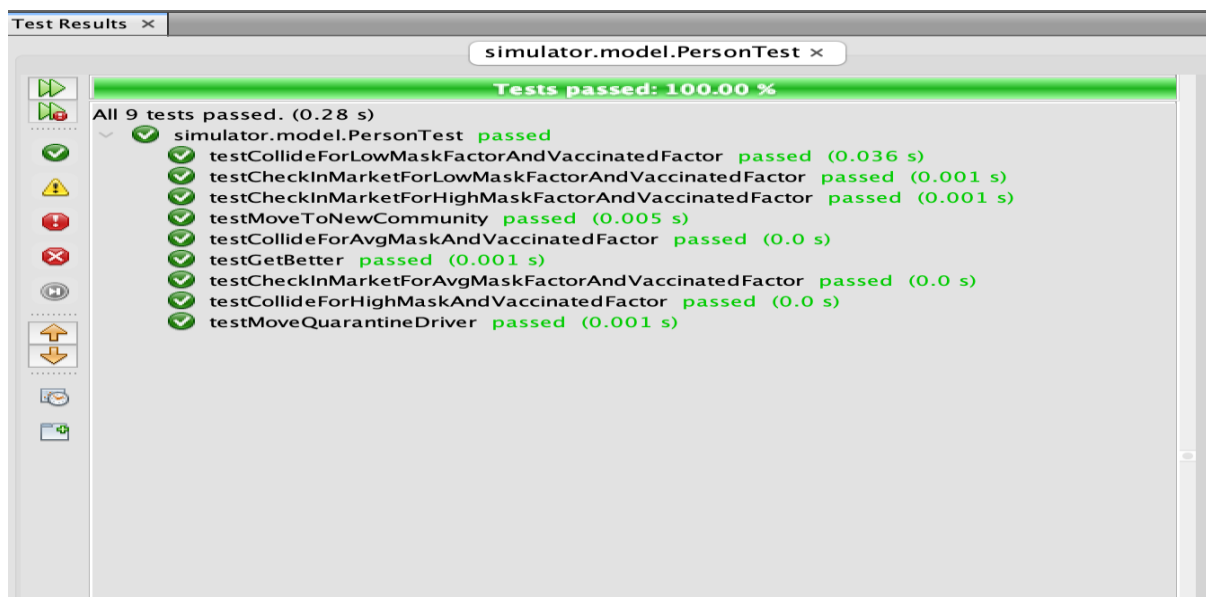 Test Results ×
simulator.model.PersonTest ×
Tests passed: 100.00 %
All 9 tests passed. (0.28 s)
simulator.model.PersonTest passed
testCollideForLowMaskFactorAndVaccinatedFactor passed (0.036 s)
testCheckInMarketForLowMaskFactorAndVaccinatedFactor passed (0.001 s)
testCheckInMarketForHighMaskFactorAndVaccinatedFactor passed (0.001 s)
testMoveToNewCommunity passed (0.005 s)
testCollideForAvgMaskAndVaccinatedFactor passed (0.0 s)
testGetBetter passed (0.001 s)
testCheckInMarketForAvgMaskFactorAndVaccinatedFactor passed (0.0 s)
testCollideForHighMaskAndVaccinatedFactor passed (0.0 s)
testMoveQuarantineDriver passed (0.001 s)